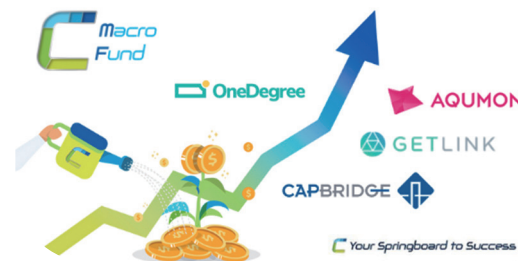 Macro
Fund
OneDegree
AQUMON
GETLINK
CAPBRIDGE
Your Springboard to Success